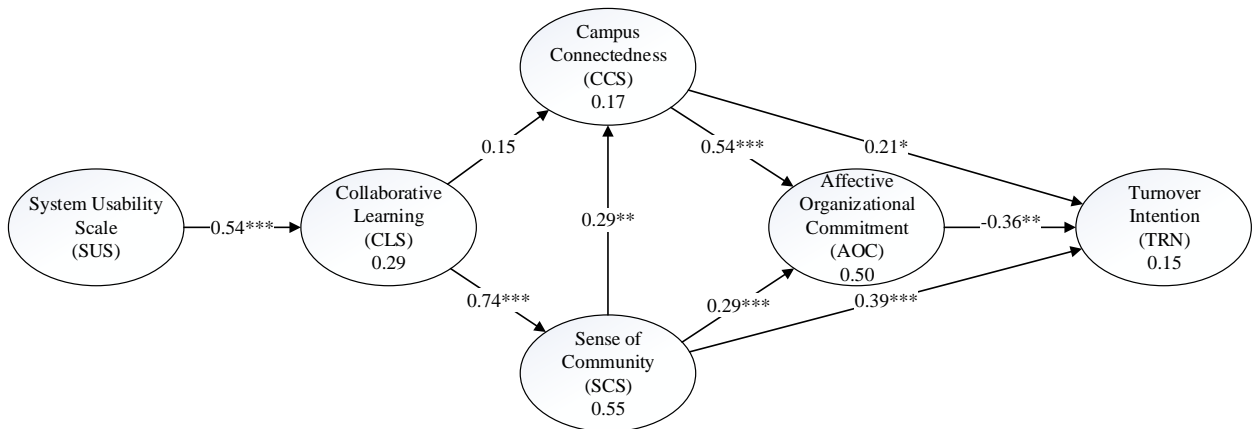 Campus
Connectedness
(CCS)
0.17
0.15
0.54***
0.21*
System Usability
Scale
(SUS)
0.54***
Collaborative
Learning
(CLS)
0.29
0.29**
Affective
Organizational
Commitment
(AOC)
0.50
-0.36**
Turnover
Intention
(TRN)
0.15
0.74***
0.29***
0.39***
Sense of
Community
(SCS)
0.55